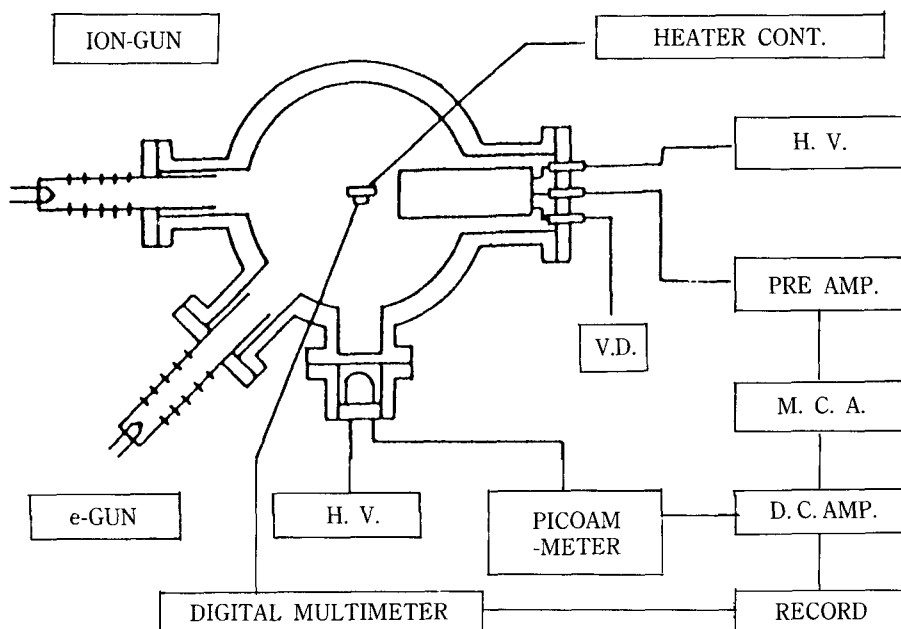 ION-GUN
HEATER CONT.
H. V.
PRE AMP.
V.D.
M. C. A.
e-GUN
H. V.
PICOAM
-METER
D. C. AMP.
DIGITAL MULTIMETER
RECORD